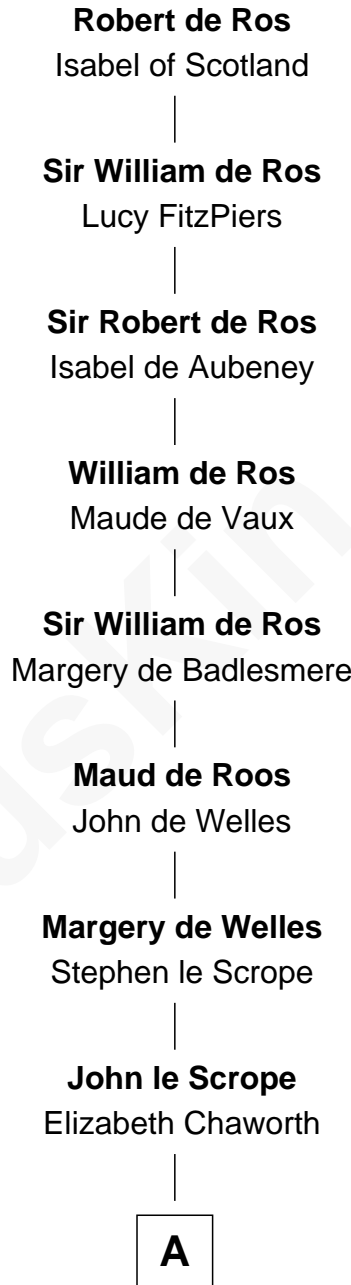 Robert de Ros
Isabel of Scotland
Sir William de Ros
Lucy FitzPiers
Sir Robert de Ros
Isabel de Aubeney
William de Ros
Maude de Vaux
Sir William de Ros
Margery de Badlesmere
Maud de Roos
John de Welles
Margery de Welles
Stephen le Scrope
John le Scrope
Elizabeth Chaworth
A